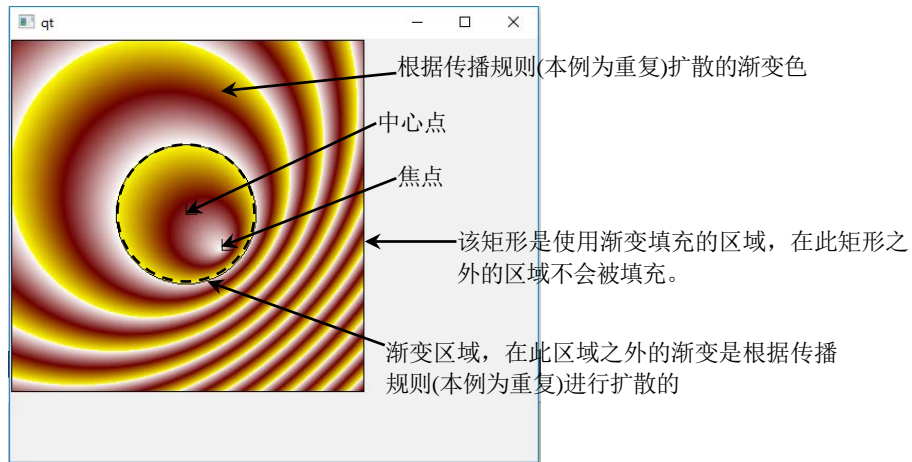 qt
根据传播规则(本例为重复)扩散的渐变色
中心点
焦点
该矩形是使用渐变填充的区域，在此矩形之
外的区域不会被填充。
渐变区域，在此区域之外的渐变是根据传播
规则(本例为重复)进行扩散的